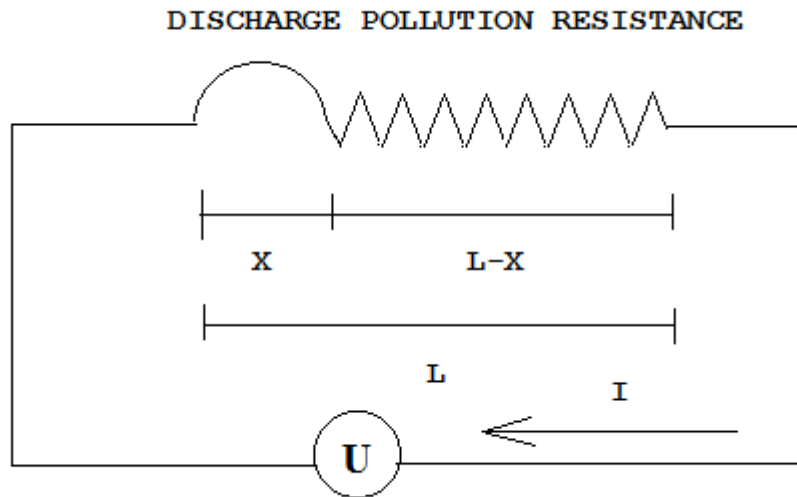 DISCHARGE POLLUTION RESISTANCE
X
L-X
L
I
U